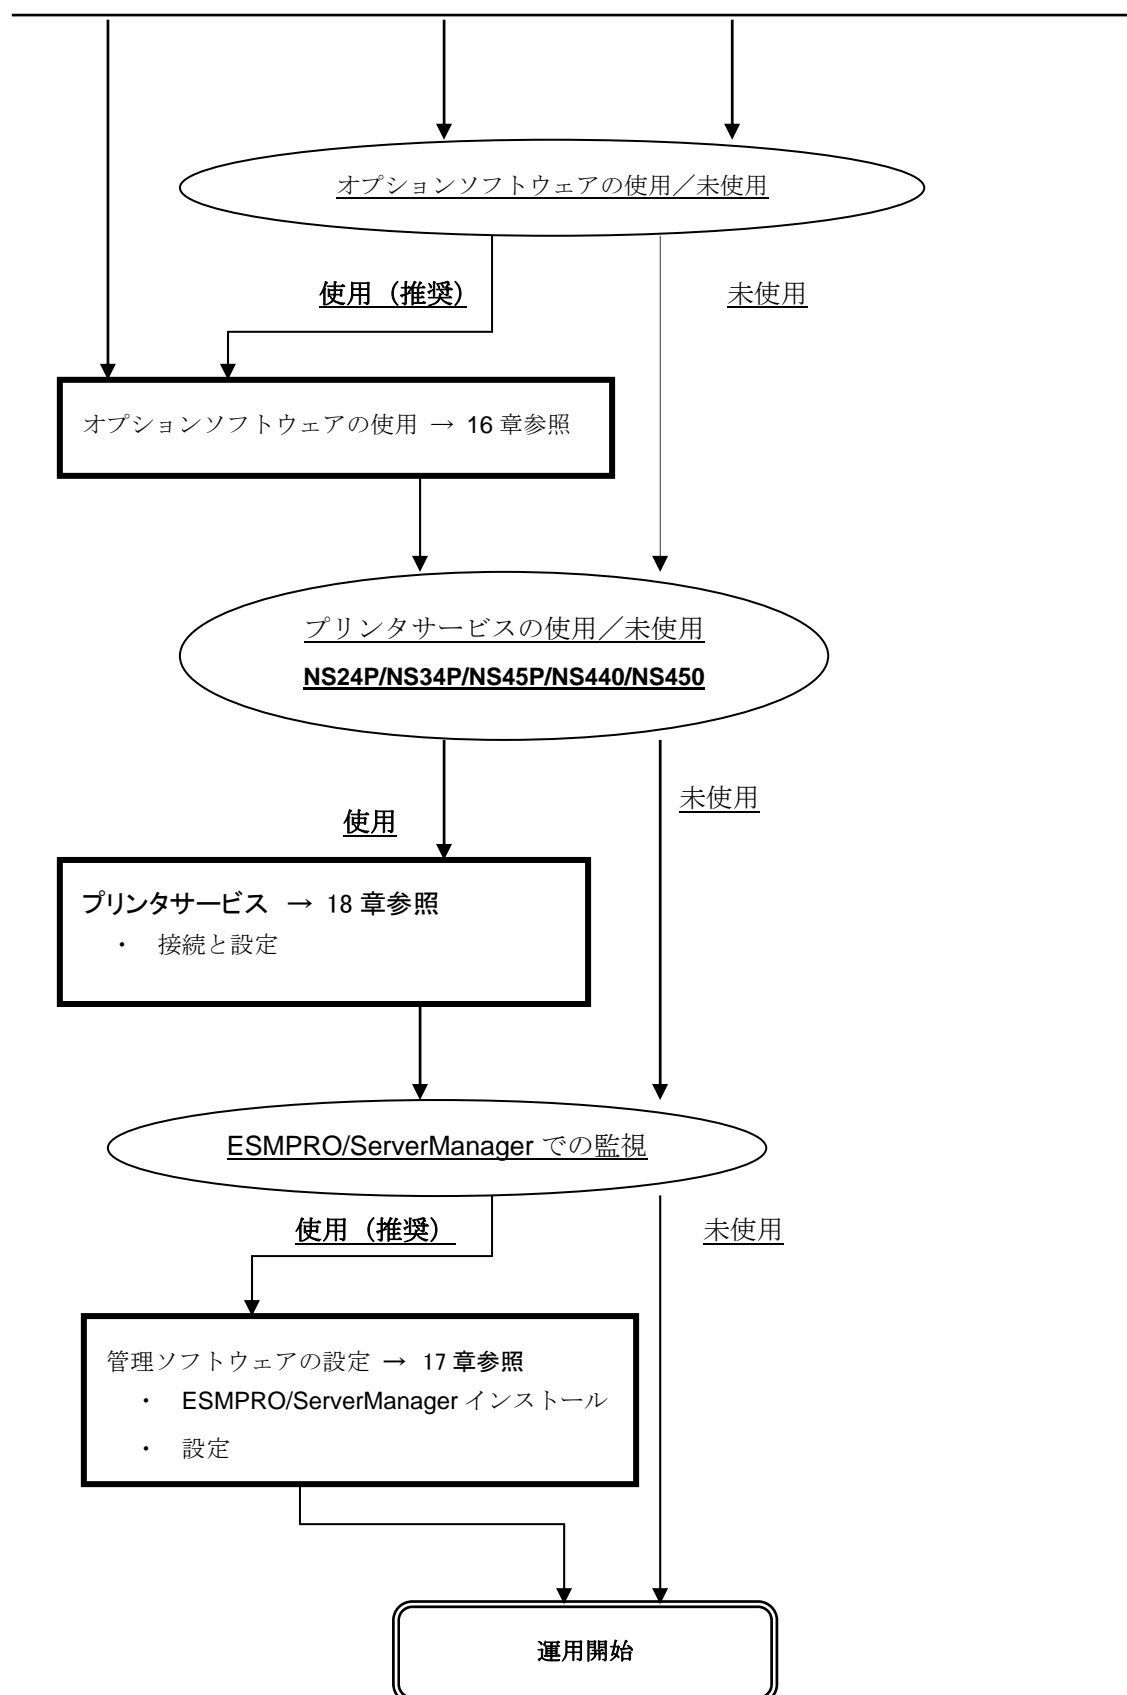 オプションソフトウェアの使用／未使用
使用（推奨）
未使用
オプションソフトウェアの使用 → 16 章参照
プリンタサービスの使用／未使用
NS24P/NS34P/NS45P/NS440/NS450
未使用
使用
プリンタサービス → 18 章参照
・ 接続と設定
ESMPRO/ServerManager での監視
使用（推奨）
未使用
管理ソフトウェアの設定 → 17 章参照
・ ESMPRO/ServerManager インストール
・ 設定
運用開始